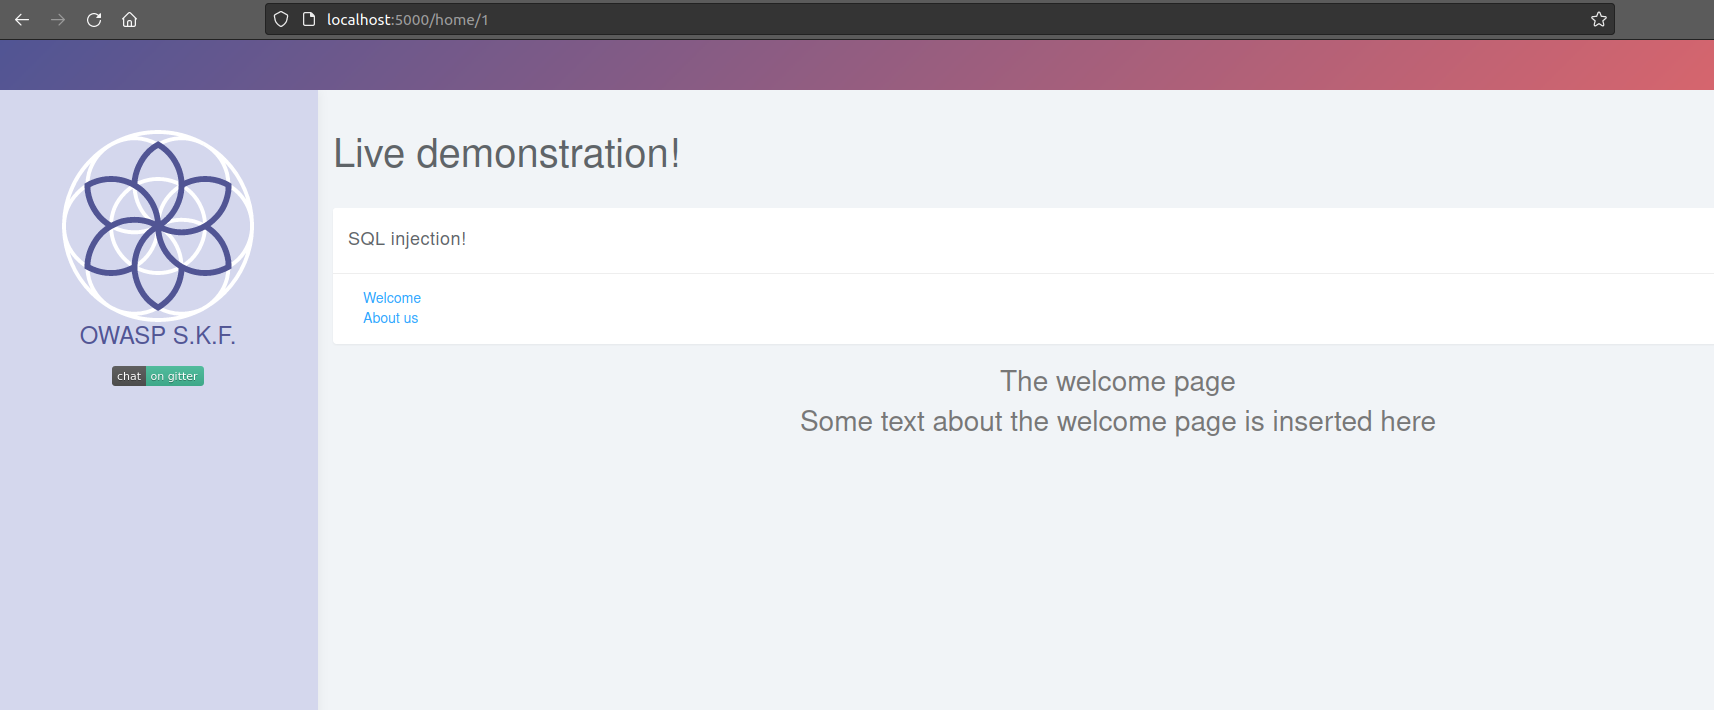 localhost:5000/home/1
Live demonstration!
SQL injection!
Welcome
About us
OWASP S.K.F.
chat on gitter
The welcome page
Some text about the welcome page is inserted here